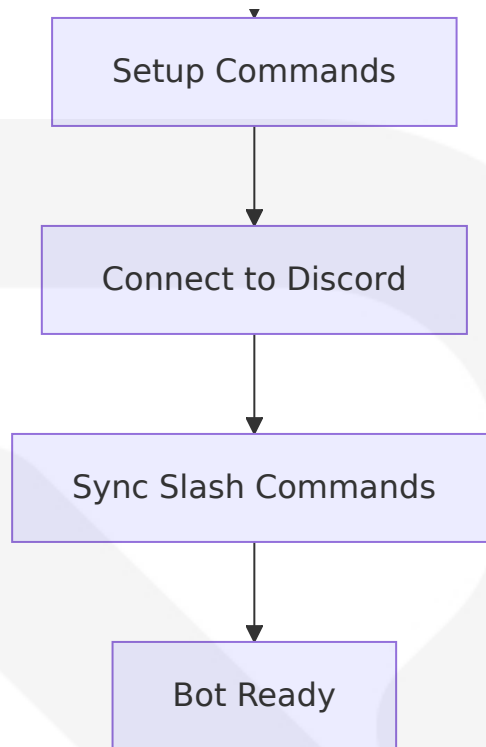 Setup Commands
Connect to Discord
Sync Slash Commands
Bot Ready